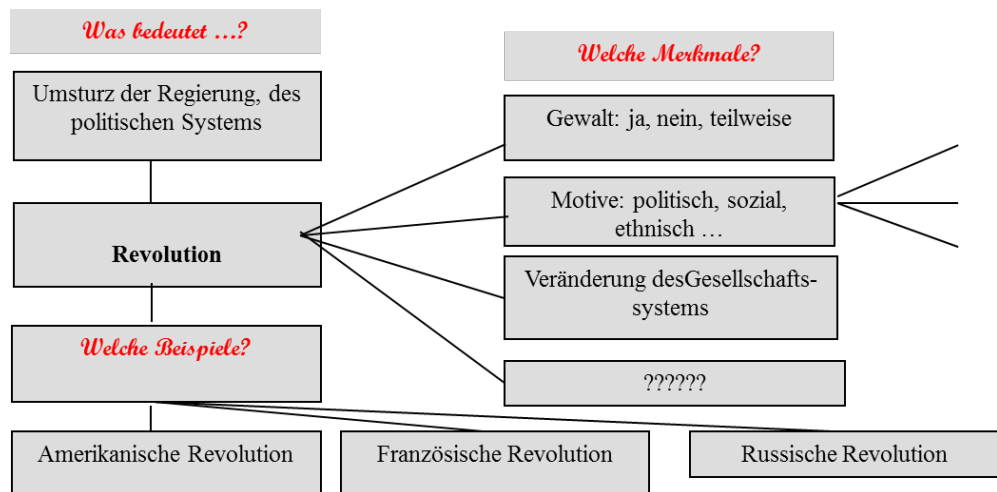 Was bedeutet …?
Umsturz der Regierung, des
politischen Systems
Revolution
Welche Merkmale?
Gewalt: ja, nein, teilweise
Motive: politisch, sozial,
ethnisch …
Veränderung desGesellschafts-
systems
??????
Welche Beispiele?
Amerikanische Revolution
Französische Revolution
Russische Revolution